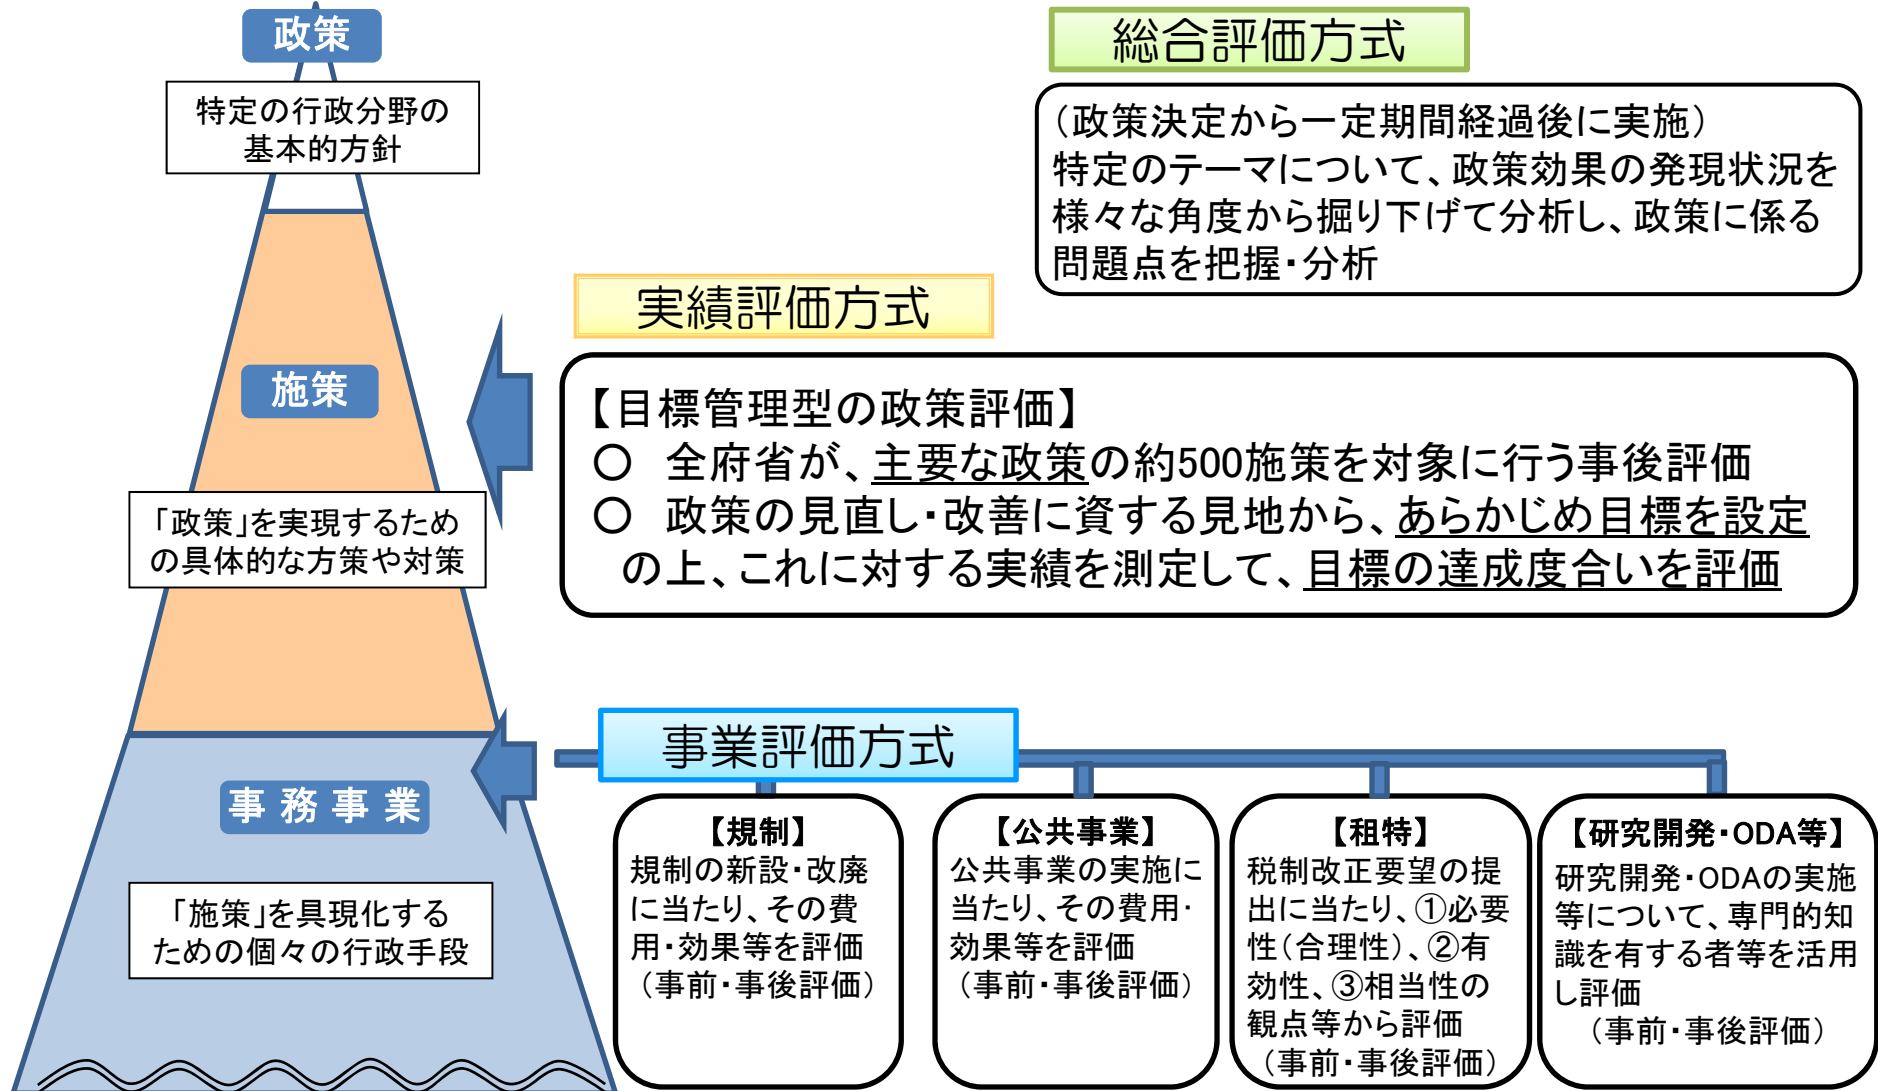 政策
特定の行政分野の
基本的方針
総合評価方式
（政策決定から一定期間経過後に実施）
特定のテーマについて、政策効果の発現状況を
様々な角度から掘り下げて分析し、政策に係る
問題点を把握・分析
実績評価方式
施策
「政策」を実現するため
の具体的な方策や対策
【目標管理型の政策評価】
○　全府省が、主要な政策の約500施策を対象に行う事後評価
○　政策の見直し・改善に資する見地から、あらかじめ目標を設定
の上、これに対する実績を測定して、目標の達成度合いを評価
事業評価方式
事務事業
「施策」を具現化する
ための個々の行政手段
【規制】
規制の新設・改廃
に当たり、その費
用・効果等を評価
（事前・事後評価）
【公共事業】
公共事業の実施に
当たり、その費用・
効果等を評価
（事前・事後評価）
【租特】
税制改正要望の提
出に当たり、①必要
性（合理性）、②有
効性、③相当性の
観点等から評価
（事前・事後評価）
【研究開発・ODA等】
研究開発・ODAの実施
等について、専門的知
識を有する者等を活用
し評価
（事前・事後評価）